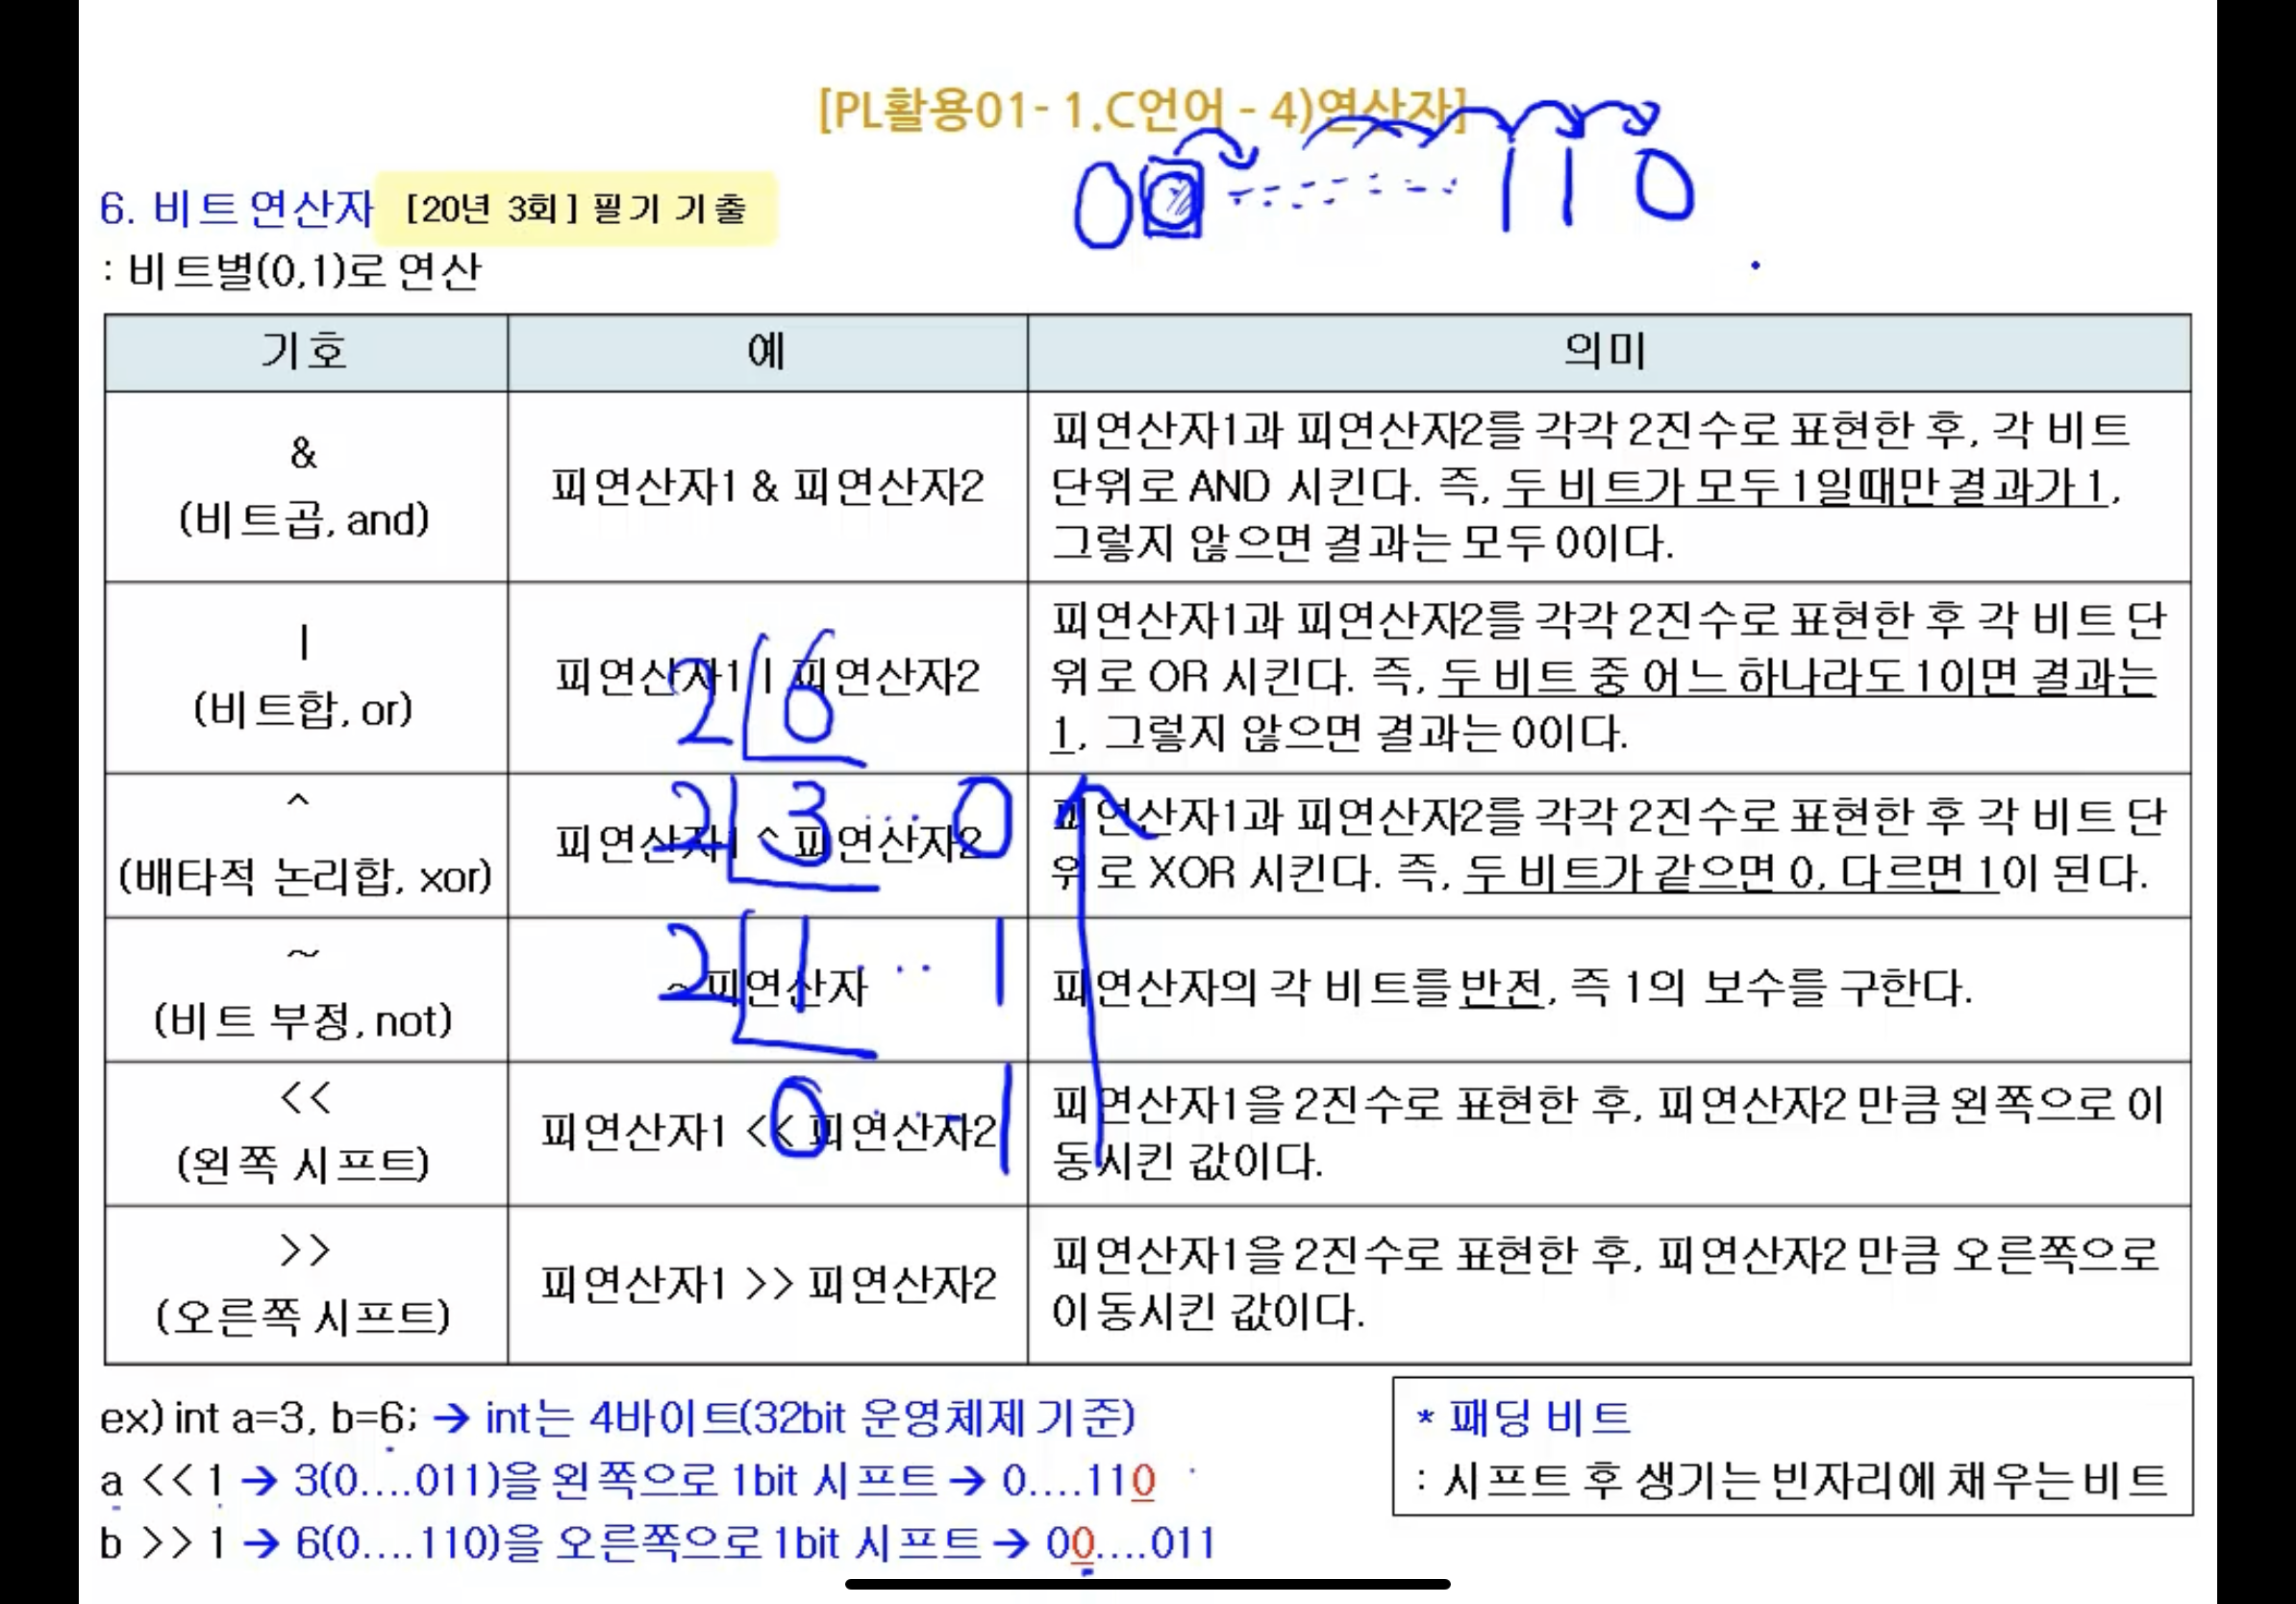 [PL활용01- 1.C언어 - 4)연산자]
0 0 1 1 0
6. 비트 연산자 [20년 3회] 필기 기출
: 비트별(0,1)로 연산
기호 예 의미
&
(비트곱, and)
피연산자1 & 피연산자2
피연산자1과 피연산자2를 각각 2진수로 표현한 후, 각 비트
단위로 AND 시킨다. 즉, 두 비트가 모두 1일때만 결과가 1,
그렇지 않으면 결과는 모두 0이다.
|
(비트합, or)
피연산자1 | 피연산자2
피연산자1과 피연산자2를 각각 2진수로 표현한 후 각 비트 단
위로 OR 시킨다. 즉, 두 비트 중 어느 하나라도 1이면 결과는
1, 그렇지 않으면 결과는 0이다.
^
(배타적 논리합, xor)
피연산자1 ^ 피연산자2
피연산자1과 피연산자2를 각각 2진수로 표현한 후 각 비트 단
위로 XOR 시킨다. 즉, 두 비트가 같으면 0, 다르면 1이 된다.
~
(비트 부정, not)
~ 피연산자
피연산자의 각 비트를 반전, 즉 1의 보수를 구한다.
<<
(왼쪽 시프트)
피연산자1 << 피연산자2
피연산자1을 2진수로 표현한 후, 피연산자2 만큼 왼쪽으로 이
동시킨 값이다.
>>
(오른쪽 시프트)
피연산자1 >> 피연산자2
피연산자1을 2진수로 표현한 후, 피연산자2 만큼 오른쪽으로
이동시킨 값이다.
2 6
2 3 ... 0
2 1 ... 1
0 ... 1
ex) int a=3, b=6; → int는 4바이트(32bit 운영체제 기준)
a << 1 → 3(0....011)을 왼쪽으로 1bit 시프트 → 0....110
b >> 1 → 6(0....110)을 오른쪽으로 1bit 시프트 → 00....011
* 패딩 비트
: 시프트 후 생기는 빈자리에 채우는 비트